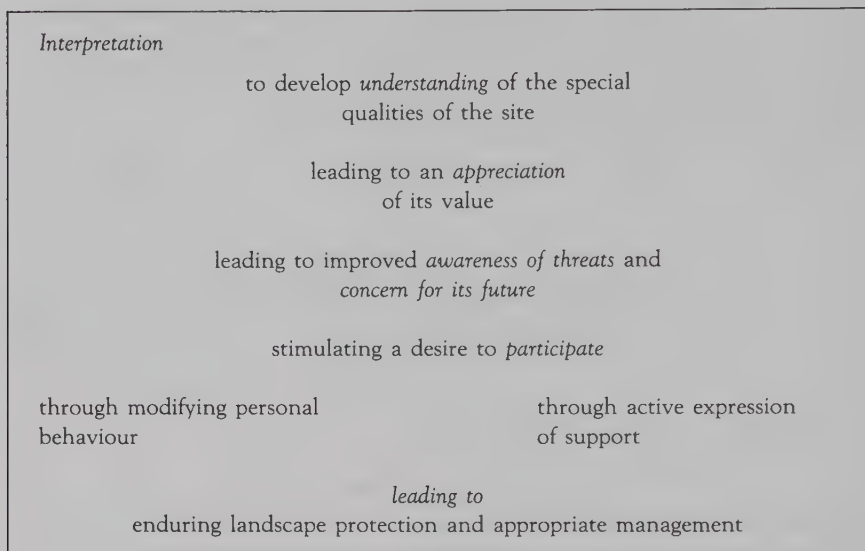 Interpretation
to develop understanding of the special
qualities of the site
leading to an appreciation
of its value
leading to improved awareness of threats and
concern for its future
stimulating a desire to participate
through modifying personal
behaviour
through active expression
of support
leading to
enduring landscape protection and appropriate management